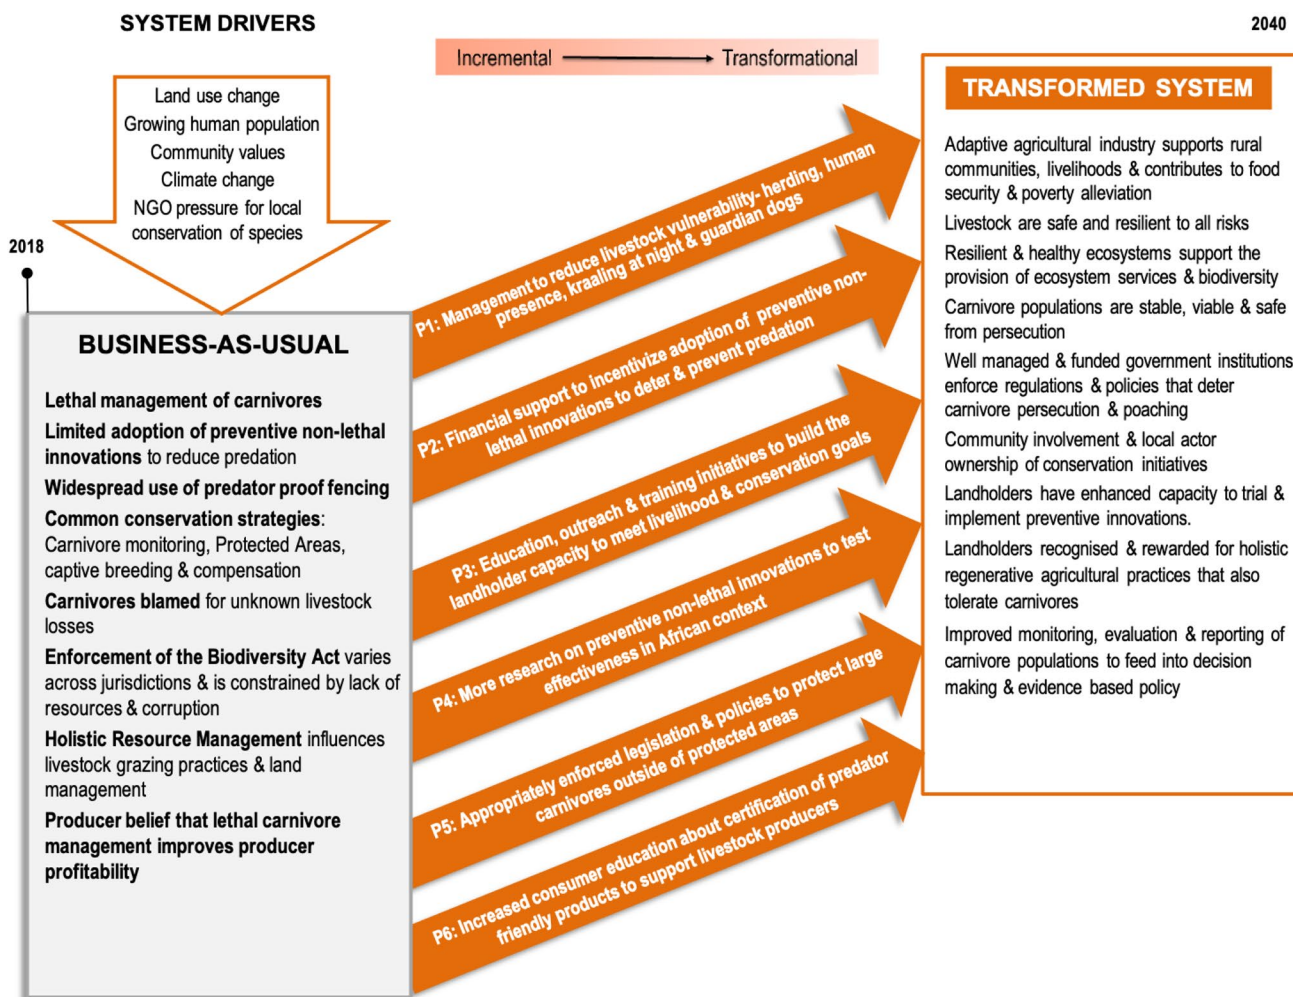 SYSTEM DRIVERS
2040
Incremental
Transformational
Land use change
Growing human population
Community values
Climate change
NGO pressure for local
conservation of species
2018
BUSINESS-AS-USUAL
Lethal management of carnivores
Limited adoption of preventive non-lethal
innovations to reduce predation
Widespread use of predator proof fencing
Common conservation strategies:
Carnivore monitoring, Protected Areas,
captive breeding & compensation
Carnivores blamed for unknown livestock
losses
Enforcement of the Biodiversity Act varies
across jurisdictions & is constrained by lack of
resources & corruption
Holistic Resource Management influences
livestock grazing practices & land
management
Producer belief that lethal carnivore
management improves producer
profitability
P1: Management to reduce livestock vulnerability- herding, human
presence, kraaling at night & guardian dogs
P2: Financial support to incentivize adoption of preventive non-
lethal innovations to deter & prevent predation
P3: Education, outreach & training initiatives to build the
landholder capacity to meet livelihood & conservation goals
P4: More research on preventive non-lethal innovations to test
effectiveness in African context
P5: Appropriately enforced legislation & policies to protect large
carnivores outside of protected areas
P6: Increased consumer education about certification of predator
friendly products to support livestock producers
TRANSFORMED SYSTEM
Adaptive agricultural industry supports rural
communities, livelihoods & contributes to food
security & poverty alleviation
Livestock are safe and resilient to all risks
Resilient & healthy ecosystems support the
provision of ecosystem services & biodiversity
Carnivore populations are stable, viable & safe
from persecution
Well managed & funded government institutions
enforce regulations & policies that deter
carnivore persecution & poaching
Community involvement & local actor
ownership of conservation initiatives
Landholders have enhanced capacity to trial &
implement preventive innovations.
Landholders recognised & rewarded for holistic
regenerative agricultural practices that also
tolerate carnivores
Improved monitoring, evaluation & reporting of
carnivore populations to feed into decision
making & evidence based policy